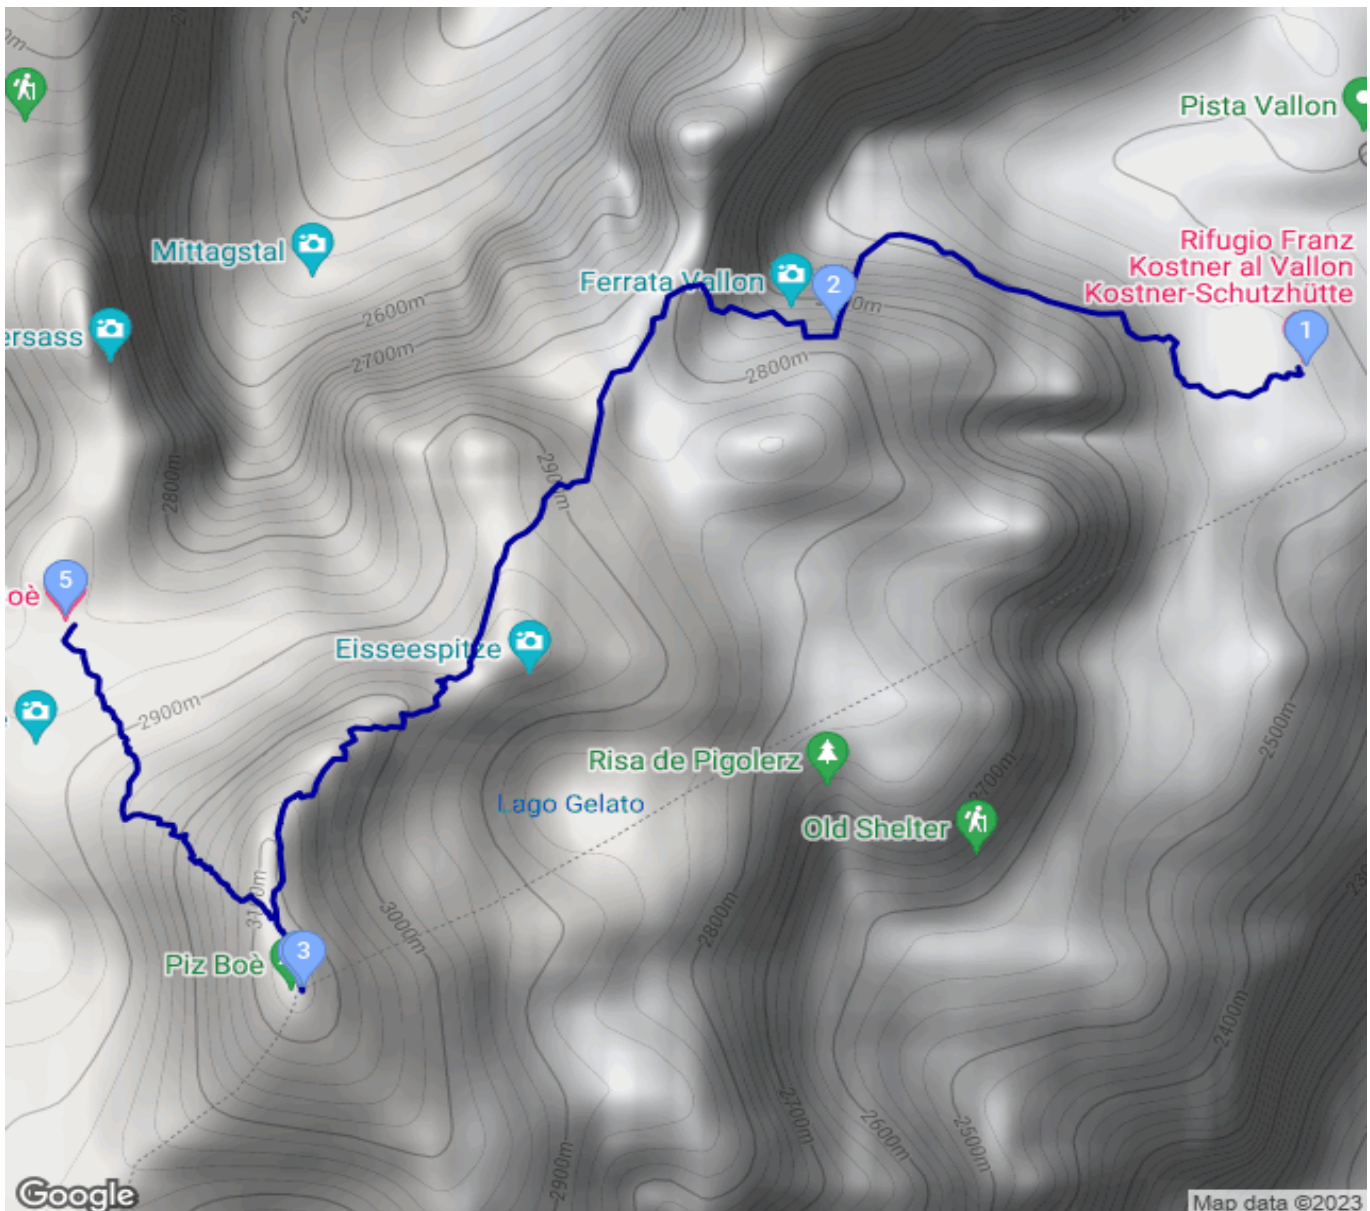 Pista Vallon
Mittagstal
Rifugio Franz
Kostner al Vallon
Kostner-Schutzhütte
Ferrata Vallon
2
1
2600m
ersass
2700m
2800m
2800m
2900m
5
oè
Eisseespitze
2900m
2500m
Risa de Pigolerz
2700m
Lago Gelato
Old Shelter
3000m
2800m
3
Piz Boè
2400m
2700m
2600m
2500m
2900m
Google
Map data ©2023